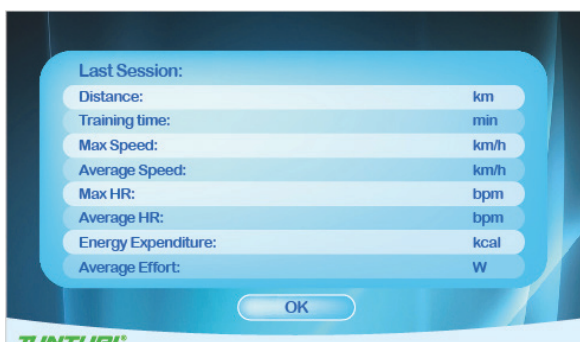 Last Session:
Distance: km
Training time: min
Max Speed: km/h
Average Speed: km/h
Max HR: bpm
Average HR: bpm
Energy Expenditure: kcal
Average Effort: W
OK
TUNTURI®